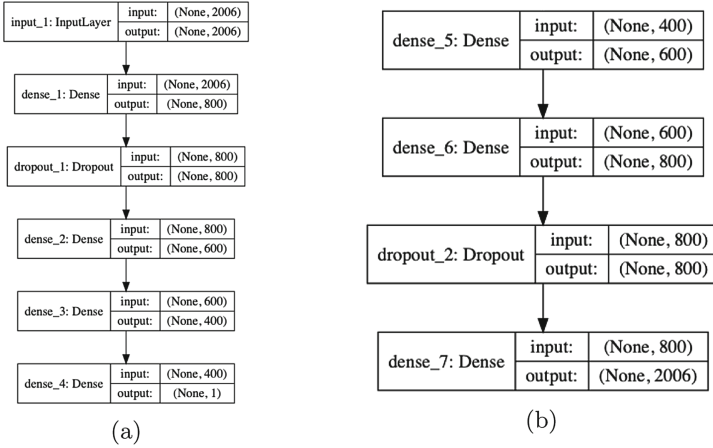 input_1: InputLayer input: (None, 2006)
output: (None, 2006)
dense_1: Dense input: (None, 2006)
output: (None, 800)
dropout_1: Dropout input: (None, 800)
output: (None, 800)
dense_2: Dense input: (None, 800)
output: (None, 600)
dense_3: Dense input: (None, 600)
output: (None, 400)
dense_4: Dense input: (None, 400)
output: (None, 1)
(a)
dense_5: Dense input: (None, 400)
output: (None, 600)
dense_6: Dense input: (None, 600)
output: (None, 800)
dropout_2: Dropout input: (None, 800)
output: (None, 800)
dense_7: Dense input: (None, 800)
output: (None, 2006)
(b)